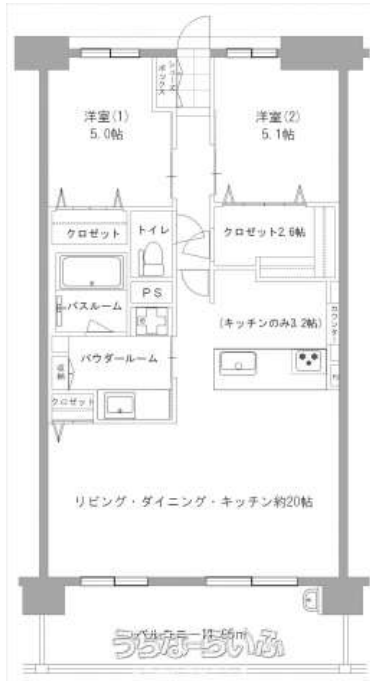 シューズボックス
洋室(1)
5.0帖
洋室(2)
5.1帖
クロゼット
トイレ
クロゼット2.6帖
バスルーム
PS
(キッチンのみ3.2帖)
カウンター
パウダールーム
収納
クロゼット
リビング・ダイニング・キッチン約20帖
うちなーらいふ